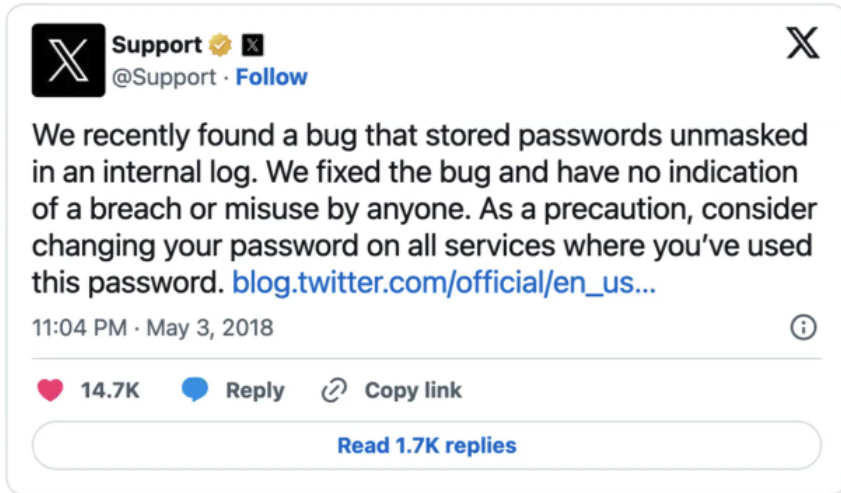 Support
@Support · Follow
We recently found a bug that stored passwords unmasked
in an internal log. We fixed the bug and have no indication
of a breach or misuse by anyone. As a precaution, consider
changing your password on all services where you’ve used
this password. blog.twitter.com/official/en_us...
11:04 PM · May 3, 2018
14.7K Reply Copy link
Read 1.7K replies